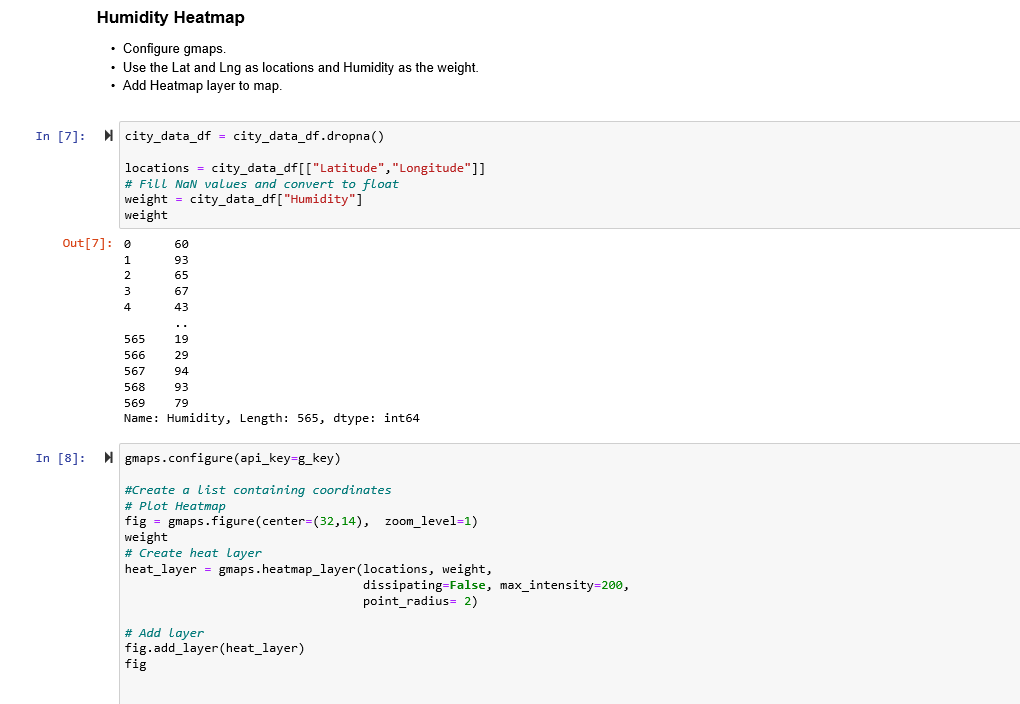 Humidity Heatmap
• Configure gmaps.
• Use the Lat and Lng as locations and Humidity as the weight.
• Add Heatmap layer to map.
In [7]: city_data_df = city_data_df.dropna()
locations = city_data_df[["Latitude","Longitude"]]
# Fill NaN values and convert to float
weight = city_data_df["Humidity"]
weight
Out[7]: 0 60
1 93
2 65
3 67
4 43
..
565 19
566 29
567 94
568 93
569 79
Name: Humidity, Length: 565, dtype: int64
In [8]: gmaps.configure(api_key=g_key)
#Create a list containing coordinates
# Plot Heatmap
fig = gmaps.figure(center=(32,14), zoom_level=1)
weight
# Create heat layer
heat_layer = gmaps.heatmap_layer(locations, weight,
dissipating=False, max_intensity=200,
point_radius= 2)
# Add layer
fig.add_layer(heat_layer)
fig